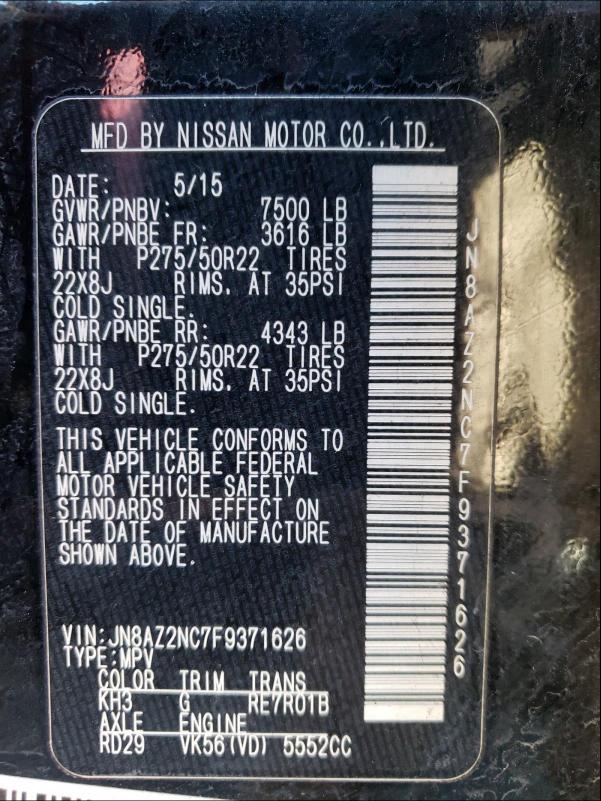 MFD BY NISSAN MOTOR CO.,LTD.
DATE: 5/15
GVWR/PNBV: 7500 LB
GAWR/PNBE FR: 3616 LB
WITH P275/50R22 TIRES
22X8J RIMS. AT 35PSI
COLD SINGLE.
GAWR/PNBE RR: 4343 LB
WITH P275/50R22 TIRES
22X8J RIMS. AT 35PSI
COLD SINGLE.
THIS VEHICLE CONFORMS TO
ALL APPLICABLE FEDERAL
MOTOR VEHICLE SAFETY
STANDARDS IN EFFECT ON
THE DATE OF MANUFACTURE
SHOWN ABOVE.
VIN:JN8AZ2NC7F9371626
TYPE:MPV
COLOR TRIM TRANS
KH3 G RE7R01B
AXLE ENGINE
RD29 VK56(VD) 5552CC
JN8AZ2NC7F9371626